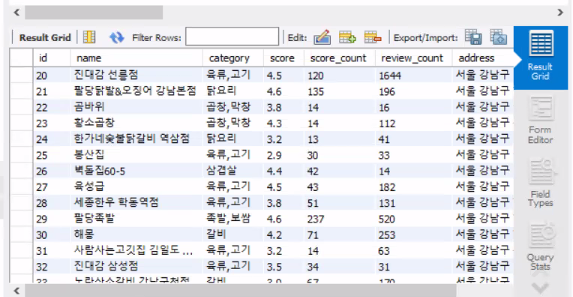 Result Grid Filter Rows: Edit: Export/Import:
id name category score score_count review_count address
20 진대감 선릉점 육류,고기 4.5 120 1644 서울 강남구
21 팔당닭발&오징어 강남본점 닭요리 4.6 135 196 서울 강남구
22 곰바위 곱창,막창 3.8 14 16 서울 강남구
23 황소곱창 곱창,막창 4.3 14 112 서울 강남구
24 한가네숯불닭갈비 역삼점 닭요리 3.2 13 41 서울 강남구
25 봉산집 육류,고기 2.9 30 33 서울 강남구
26 벽돌집60-5 삼겹살 4.4 42 14 서울 강남구
27 육성급 육류,고기 4.5 43 182 서울 강남구
28 세종한우 학동역점 육류,고기 3.8 51 131 서울 강남구
29 팔당족발 족발,보쌈 4.6 237 520 서울 강남구
30 해몽 갈비 4.2 71 253 서울 강남구
31 사람사는고깃집 김일도 ... 육류,고기 3.2 14 63 서울 강남구
32 진대감 삼성점 육류,고기 3.5 34 31 서울 강남구
Result
Grid
Form
Editor
Field
Types
Query
Stats